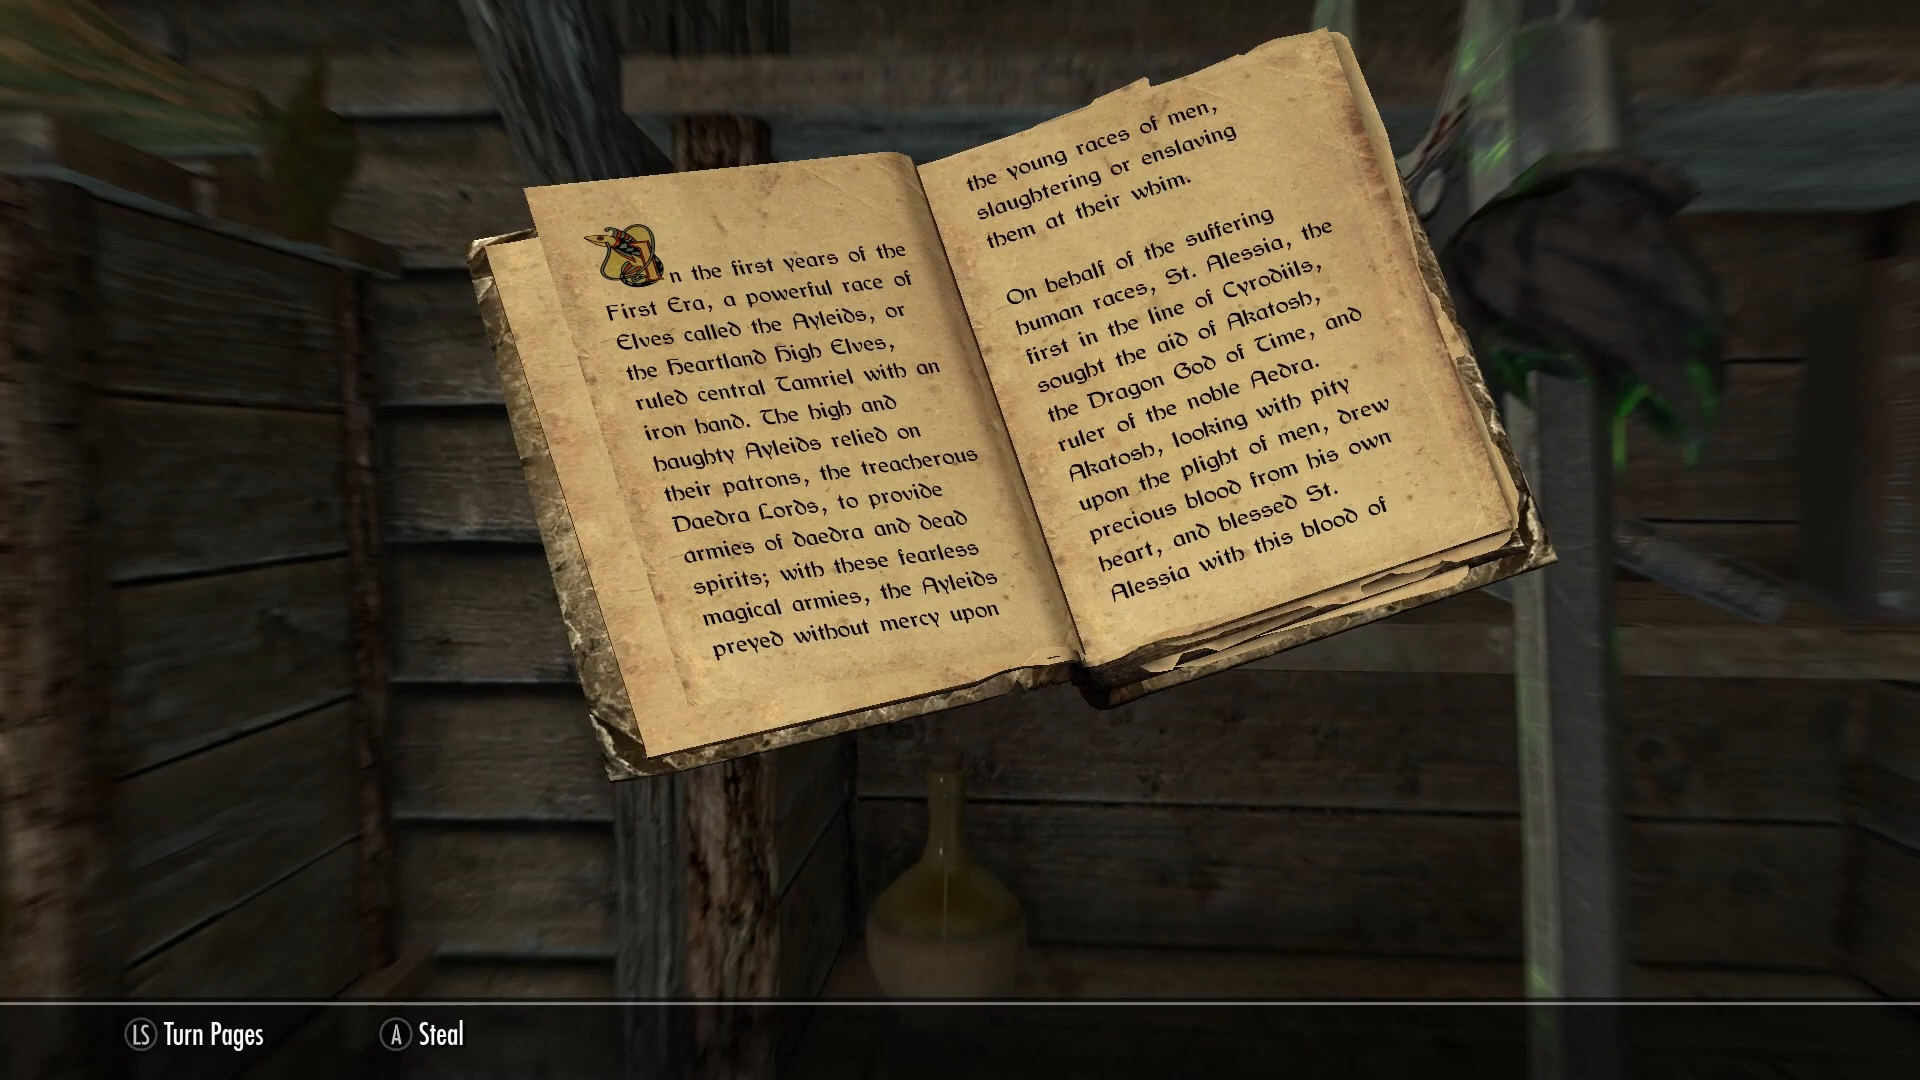 In the first years of the
First Era, a powerful race of
Elves called the Ayleids, or
the Heartland High Elves,
ruled central Tamriel with an
iron hand. The high and
haughty Ayleids relied on
their patrons, the treacherous
Daedra Lords, to provide
armies of daedra and dead
spirits; with these fearless
magical armies, the Ayleids
preyed without mercy upon
the young races of men,
slaughtering or enslaving
them at their whim.
On behalf of the suffering
human races, St. Alessia, the
first in the line of Cyrodiils,
sought the aid of Akatosh,
the Dragon God of Time, and
ruler of the noble Aedra.
Akatosh, looking with pity
upon the plight of men, drew
precious blood from his own
heart, and blessed St.
Alessia with this blood of
LS Turn Pages
A Steal